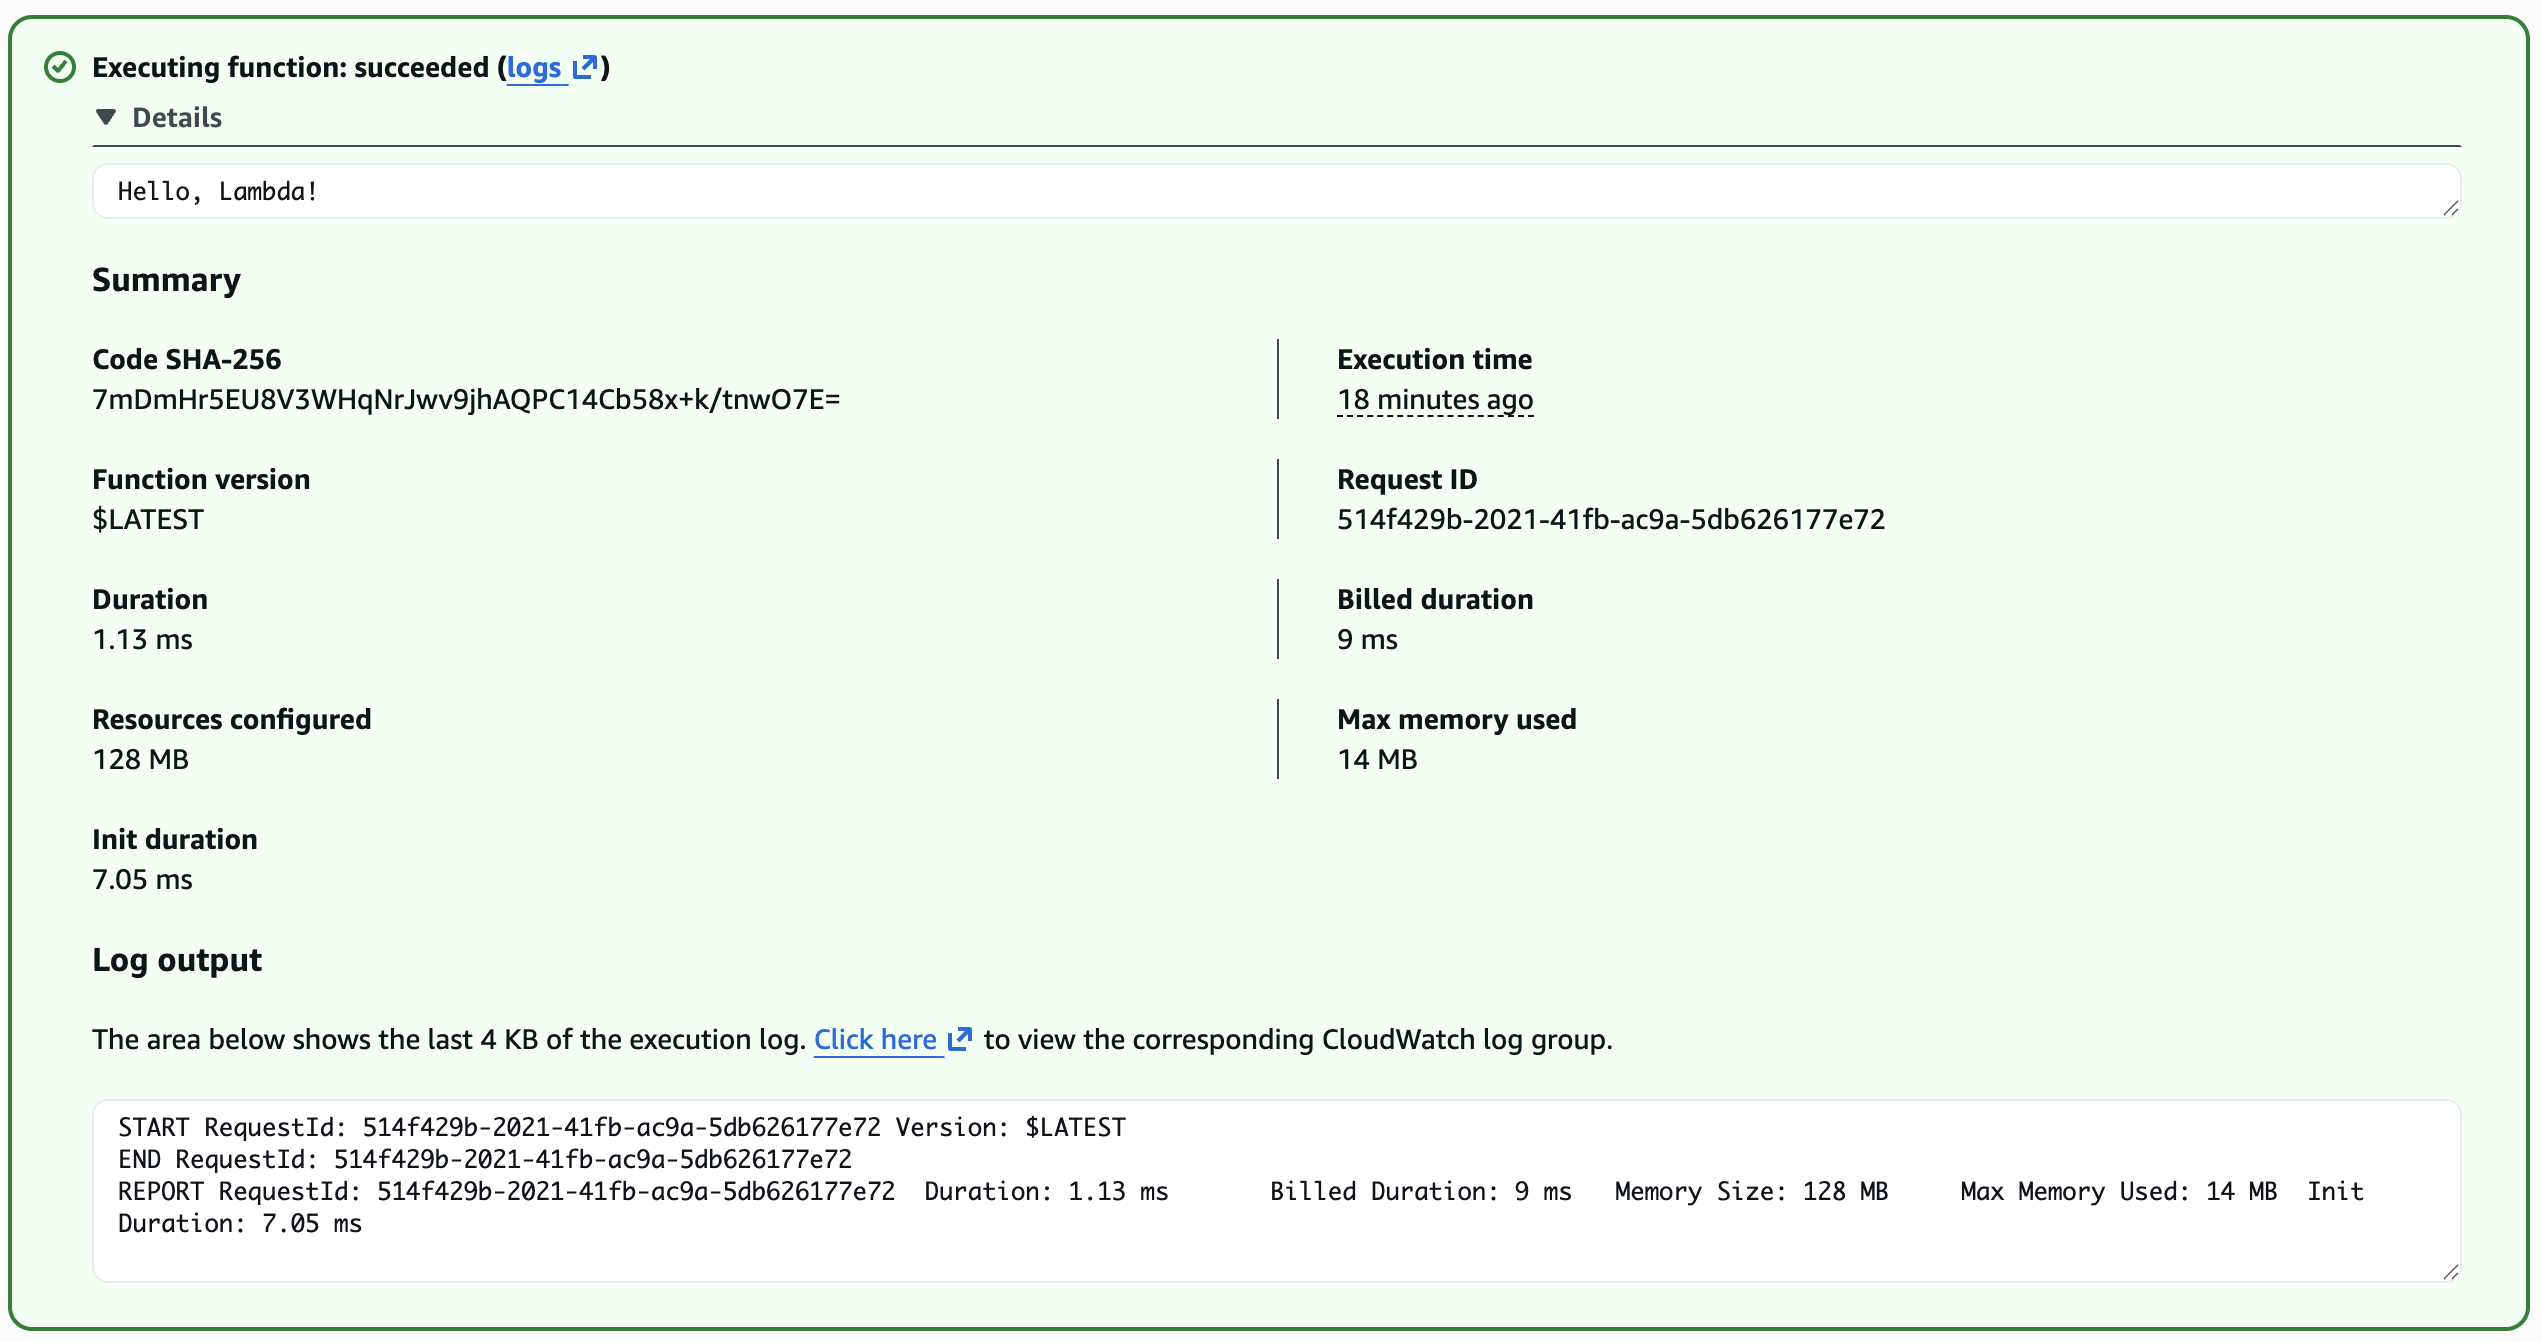 Executing function: succeeded (logs)
Details
Hello, Lambda!
Summary
Code SHA-256
7mDmHr5EU8V3WHqNrJwv9jhAQPC14Cb58x+k/tnwO7E=
Execution time
18 minutes ago
Function version
$LATEST
Request ID
514f429b-2021-41fb-ac9a-5db626177e72
Duration
1.13 ms
Billed duration
9 ms
Resources configured
128 MB
Max memory used
14 MB
Init duration
7.05 ms
Log output
The area below shows the last 4 KB of the execution log. Click here to view the corresponding CloudWatch log group.
START RequestId: 514f429b-2021-41fb-ac9a-5db626177e72 Version: $LATEST
END RequestId: 514f429b-2021-41fb-ac9a-5db626177e72
REPORT RequestId: 514f429b-2021-41fb-ac9a-5db626177e72 Duration: 1.13 ms Billed Duration: 9 ms Memory Size: 128 MB Max Memory Used: 14 MB Init
Duration: 7.05 ms